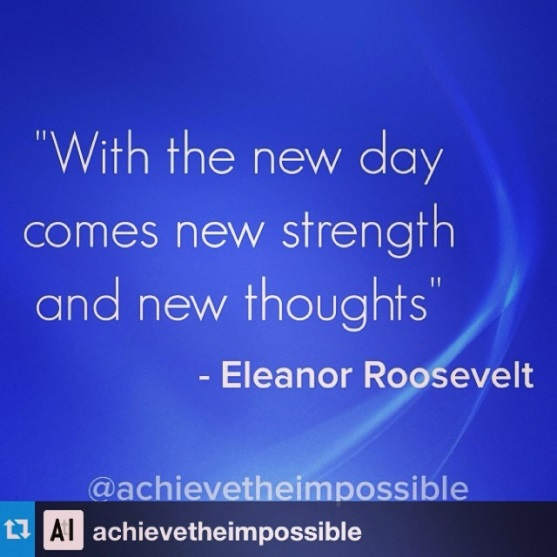 "With the new day
comes new strength
and new thoughts"
- Eleanor Roosevelt
@achievetheimpossible
AI achievetheimpossible